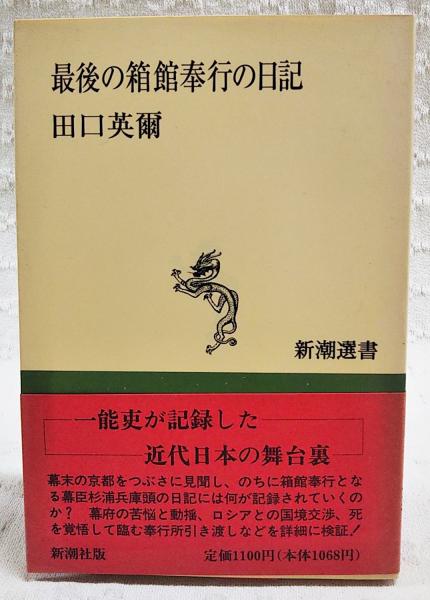 最後の箱館奉行の日記
田口英爾
新潮選書
一能吏が記録した
近代日本の舞台裏
幕末の京都をつぶさに見聞し、のちに箱館奉行とな
る幕臣杉浦兵庫頭の日記には何が記録されていくの
か? 幕府の苦悩と動揺、ロシアとの国境交渉、死
を覚悟して臨む奉行所引き渡しなどを詳細に検証!
新潮社版 定価1100円(本体1068円)